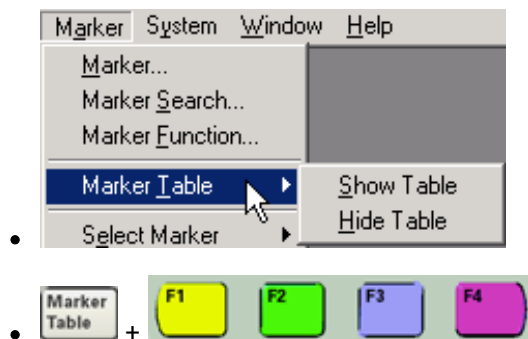 Marker System Window Help
Marker...
Marker Search...
Marker Function...
Marker Table Show Table
Hide Table
Select Marker
Marker
Table + F1 F2 F3 F4